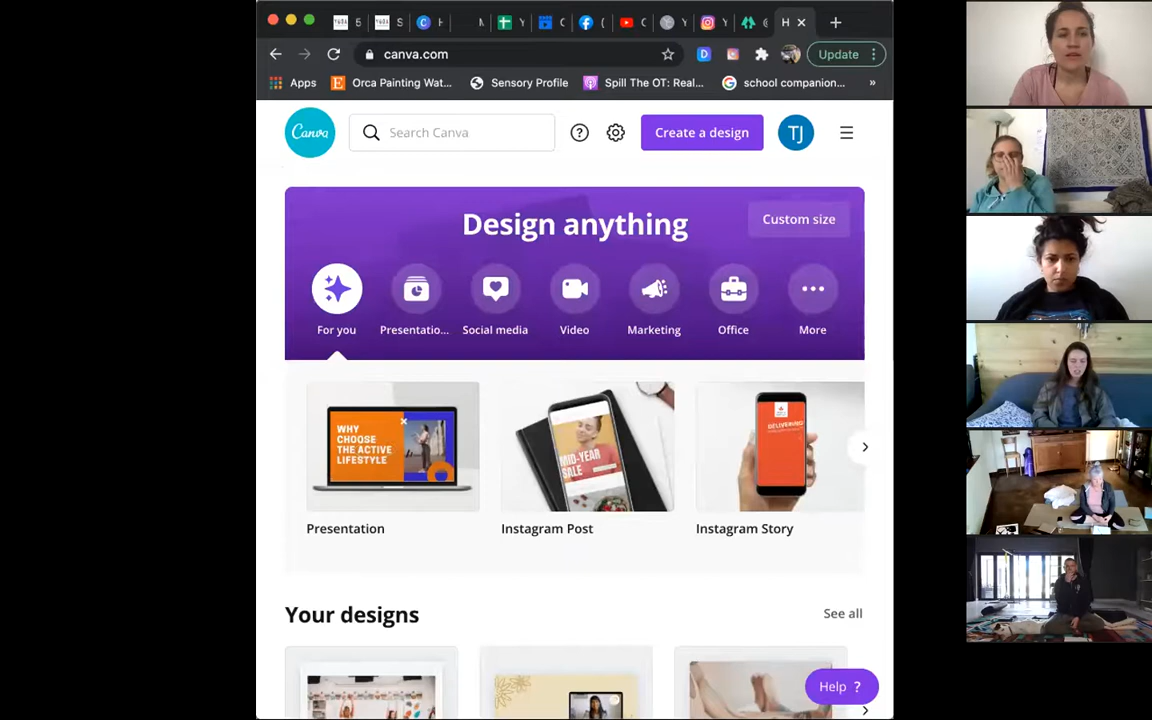 canva.com
Update
Apps
Orca Painting Wat...
Sensory Profile
Spill The OT: Real...
school companion...
»
Canva
Search Canva
Create a design
TJ
Design anything
Custom size
For you
Presentatio...
Social media
Video
Marketing
Office
More
WHY
CHOOSE
THE ACTIVE
LIFESTYLE
MID-YEAR
SALE
DELIVERING
Presentation
Instagram Post
Instagram Story
Your designs
See all
Help ?